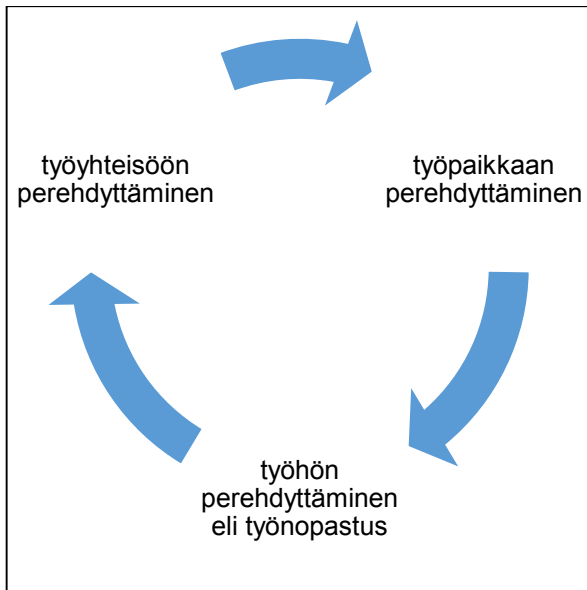 työyhteisöön
perehdyttäminen
työpaikkaan
perehdyttäminen
työhön
perehdyttäminen
eli työnopastus